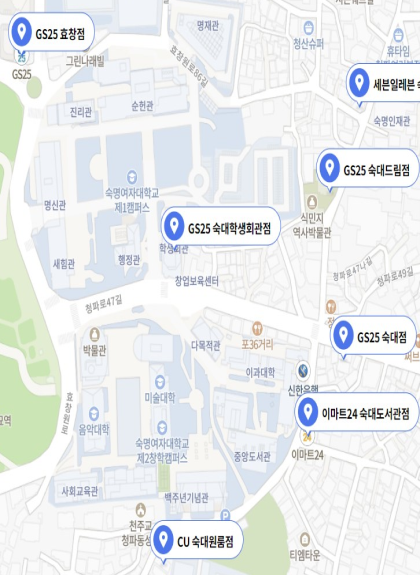 명재관
GS25 효창점
25
GS25
그린나래빌
효창원로86길
청산슈퍼
휴타임
세븐일레븐 숙
진리관
순헌관
숙명인재관
숙명여자대학교
제1캠퍼스
GS25 숙대드림점
명신관
식민지
역사박물관
GS25 숙대학생회관점
학생회관
새힘관
행정관
창업보육센터
청파로47나길
청파로49길
청파로47길
박물관
다목적관
포36거리
GS25 숙대점
이과대학
신한은행
미술대학
효창원로
이마트24 숙대도서관점
24
이마트24
음악대학
숙명여자대학교
제2창학캠퍼스
중앙도서관
사회교육관
백주년기념관
P
천주교
청파동성
CU 숙대원룸점
티엠타운